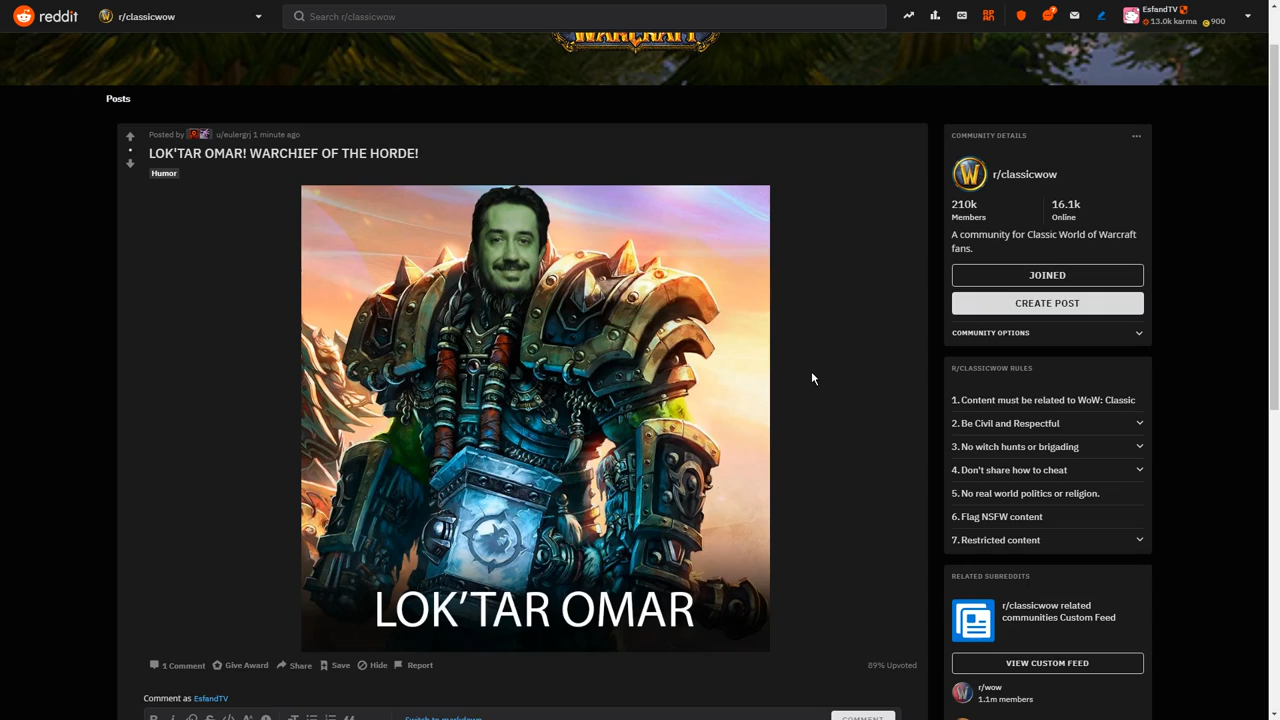 reddit
r/classicwow
Search r/classicwow
7
EsfandTV
13.0k karma
900
WARCRAFT
Posts
Posted by u/eulergrj 1 minute ago
LOK'TAR OMAR! WARCHIEF OF THE HORDE!
Humor
LOK'TAR OMAR
1 Comment
Give Award
Share
Save
Hide
Report
89% Upvoted
Comment as EsfandTV
Switch to markdown
COMMENT
COMMUNITY DETAILS
r/classicwow
210k
Members
16.1k
Online
A community for Classic World of Warcraft
fans.
JOINED
CREATE POST
COMMUNITY OPTIONS
R/CLASSICWOW RULES
1. Content must be related to WoW: Classic
2. Be Civil and Respectful
3. No witch hunts or brigading
4. Don't share how to cheat
5. No real world politics or religion.
6. Flag NSFW content
7. Restricted content
RELATED SUBREDDITS
r/classicwow related
communities Custom Feed
VIEW CUSTOM FEED
r/wow
1.1m members